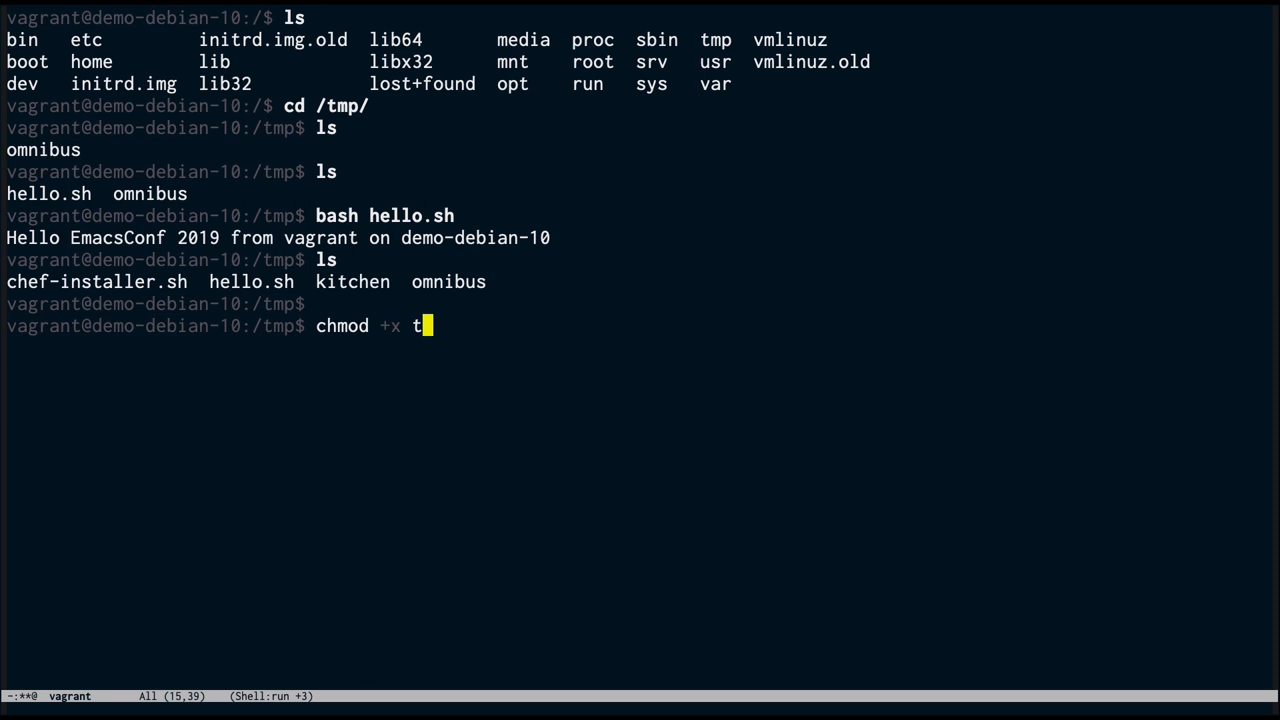 vagrant@demo-debian-10:/$ ls
bin   etc         initrd.img.old  lib64       media  proc  sbin  tmp  vmlinuz
boot  home        lib             libx32      mnt    root  srv   usr  vmlinuz.old
dev   initrd.img  lib32           lost+found  opt    run   sys   var
vagrant@demo-debian-10:/$ cd /tmp/
vagrant@demo-debian-10:/tmp$ ls
omnibus
vagrant@demo-debian-10:/tmp$ ls
hello.sh  omnibus
vagrant@demo-debian-10:/tmp$ bash hello.sh
Hello EmacsConf 2019 from vagrant on demo-debian-10
vagrant@demo-debian-10:/tmp$ ls
chef-installer.sh  hello.sh  kitchen  omnibus
vagrant@demo-debian-10:/tmp$
vagrant@demo-debian-10:/tmp$ chmod +x t
-:**@  vagrant        All (15,39)    (Shell:run +3)